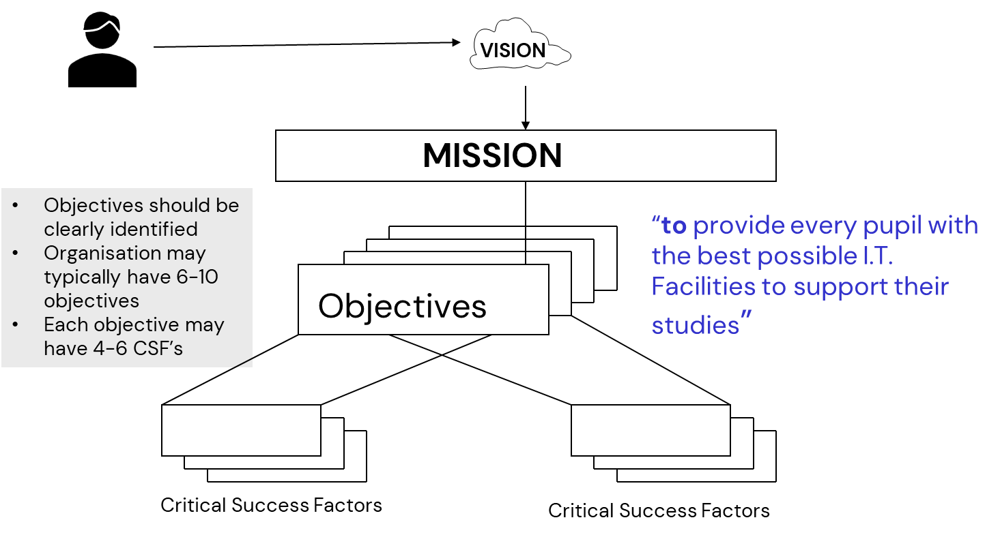 VISION
MISSION
• Objectives should be
clearly identified
• Organisation may
typically have 6-10
objectives
• Each objective may
have 4-6 CSF’s
Objectives
“to provide every pupil with
the best possible I.T.
Facilities to support their
studies”
Critical Success Factors
Critical Success Factors